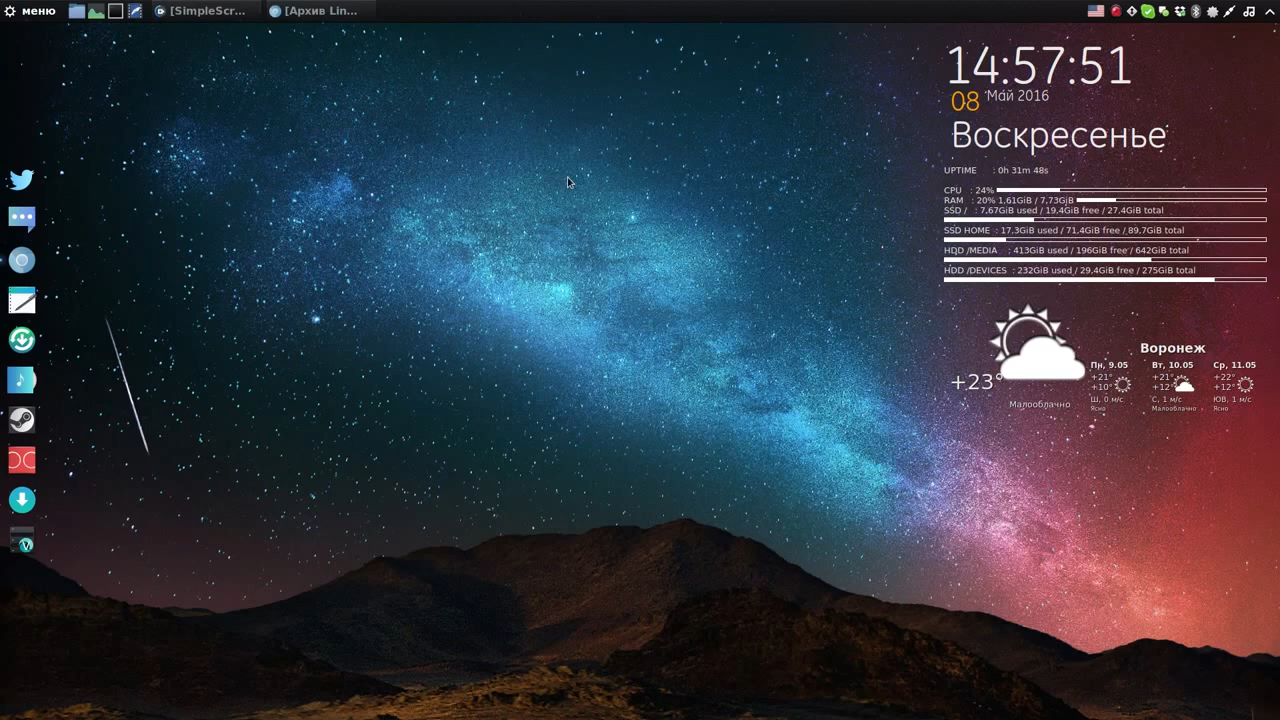 меню
[SimpleScr...
[Архив Lin...
14:57:51
08 Май 2016
Воскресенье
UPTIME : 0h 31m 48s
CPU : 24%
RAM : 20% 1,61GiB / 7,73GiB
SSD / : 7,67GiB used / 19,4GiB free / 27,4GiB total
SSD HOME : 17,3GiB used / 71,4GiB free / 89,7GiB total
HDD /MEDIA : 413GiB used / 196GiB free / 642GiB total
HDD /DEVICES : 232GiB used / 29,4GiB free / 275GiB total
Воронеж
+23°
Малооблачно
Пн, 9.05
+21°
+10°
Ш, 0 м/с
Ясно
Вт, 10.05
+21°
+12°
С, 1 м/с
Малооблачно
Ср, 11.05
+22°
+12°
ЮВ, 1 м/с
Ясно